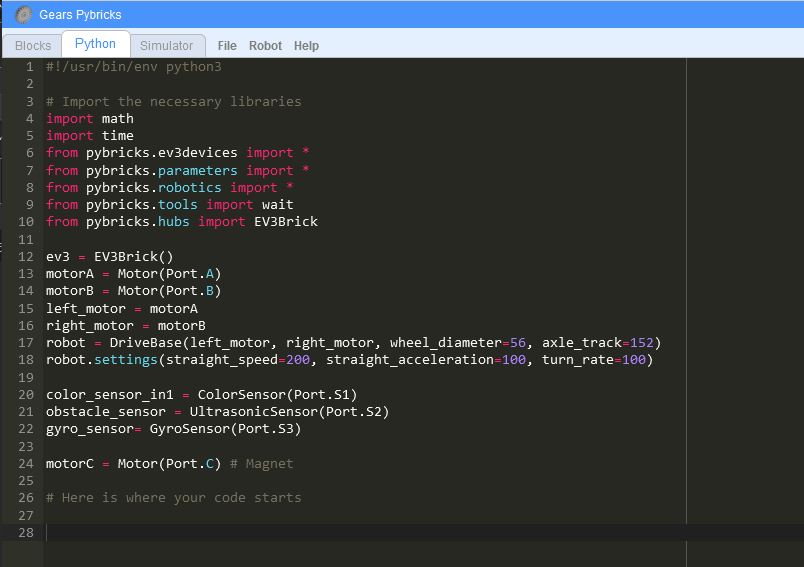 Gears Pybricks
Blocks Python Simulator File Robot Help
1 #!/usr/bin/env python3
2
3 # Import the necessary libraries
4 import math
5 import time
6 from pybricks.ev3devices import *
7 from pybricks.parameters import *
8 from pybricks.robotics import *
9 from pybricks.tools import wait
10 from pybricks.hubs import EV3Brick
11
12 ev3 = EV3Brick()
13 motorA = Motor(Port.A)
14 motorB = Motor(Port.B)
15 left_motor = motorA
16 right_motor = motorB
17 robot = DriveBase(left_motor, right_motor, wheel_diameter=56, axle_track=152)
18 robot.settings(straight_speed=200, straight_acceleration=100, turn_rate=100)
19
20 color_sensor_in1 = ColorSensor(Port.S1)
21 obstacle_sensor = UltrasonicSensor(Port.S2)
22 gyro_sensor= GyroSensor(Port.S3)
23
24 motorC = Motor(Port.C) # Magnet
25
26 # Here is where your code starts
27
28